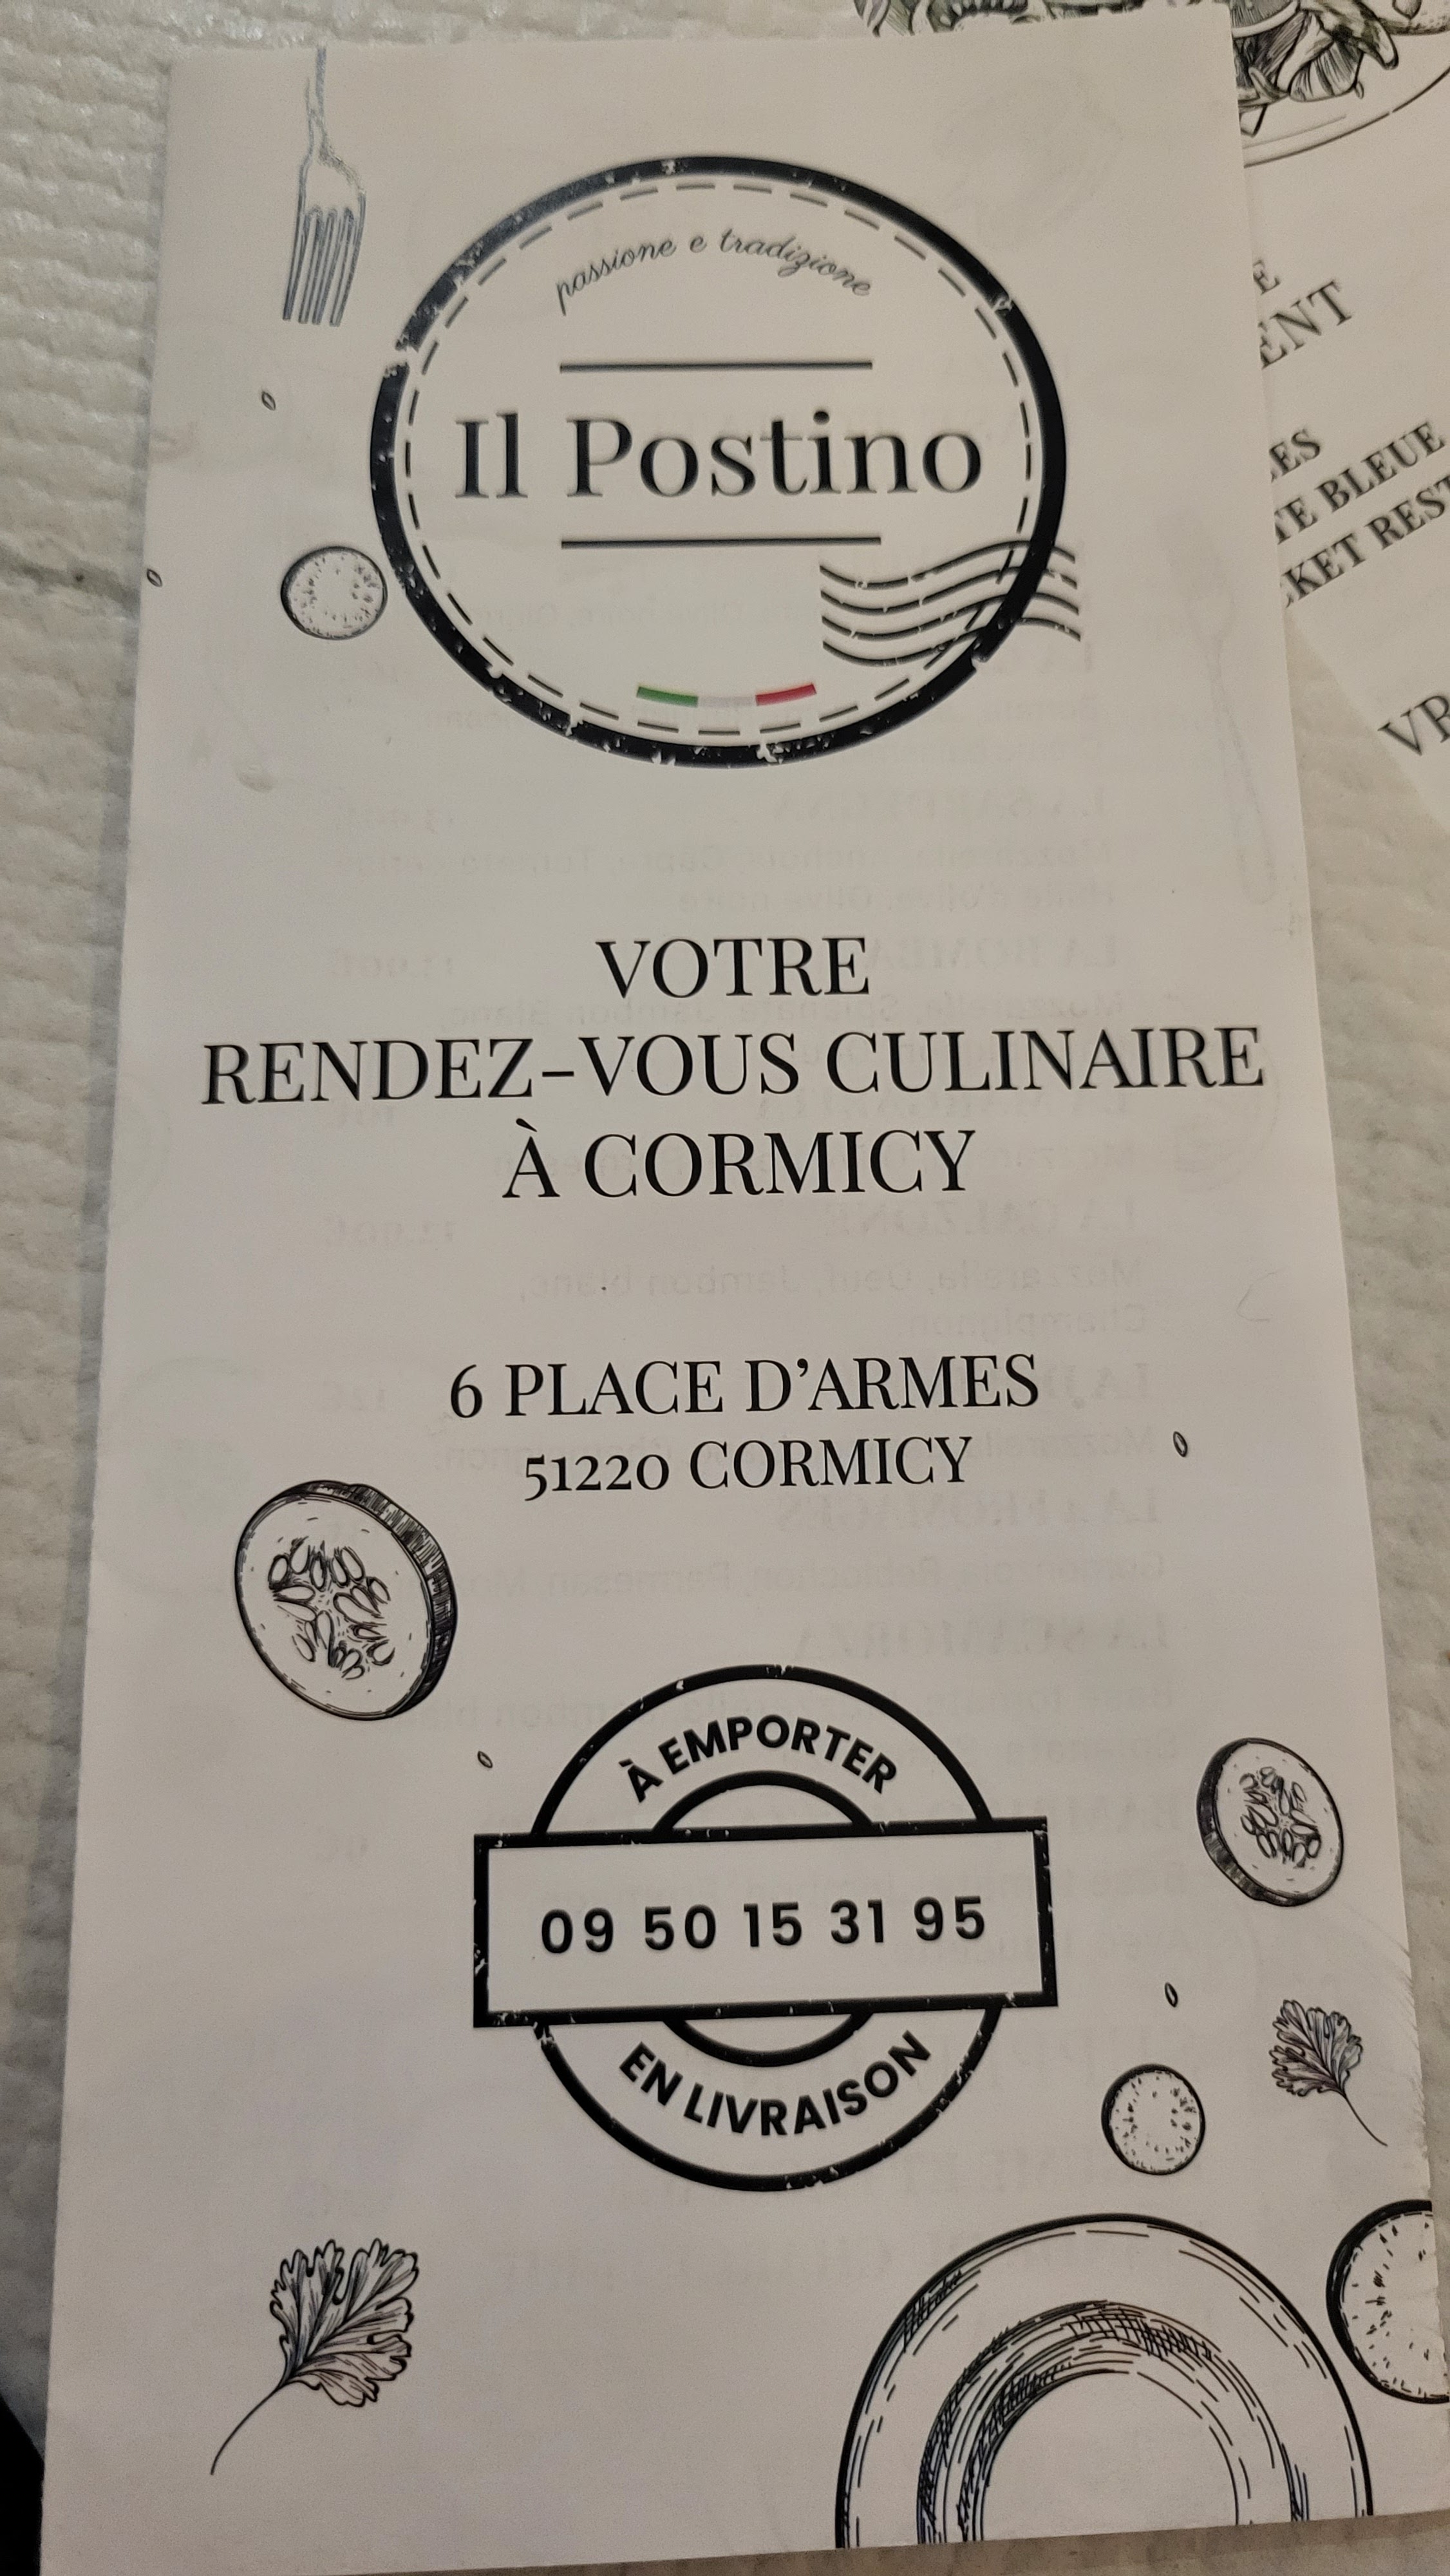 passione e tradizione
Il Postino
VOTRE
RENDEZ-VOUS CULINAIRE
À CORMICY
6 PLACE D'ARMES
51220 CORMICY
À EMPORTER
09 50 15 31 95
EN LIVRAISON
BLEUE